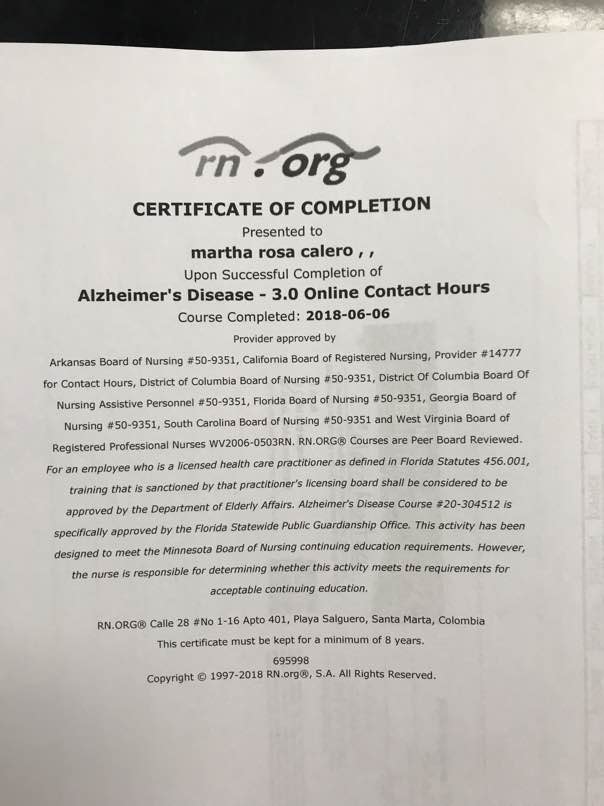 rn.org
CERTIFICATE OF COMPLETION
Presented to
martha rosa calero , ,
Upon Successful Completion of
Alzheimer's Disease - 3.0 Online Contact Hours
Course Completed: 2018-06-06
Provider approved by
Arkansas Board of Nursing #50-9351, California Board of Registered Nursing, Provider #14777
for Contact Hours, District of Columbia Board of Nursing #50-9351, District Of Columbia Board Of
Nursing Assistive Personnel #50-9351, Florida Board of Nursing #50-9351, Georgia Board of
Nursing #50-9351, South Carolina Board of Nursing #50-9351 and West Virginia Board of
Registered Professional Nurses WV2006-0503RN. RN.ORG® Courses are Peer Board Reviewed.
For an employee who is a licensed health care practitioner as defined in Florida Statutes 456.001,
training that is sanctioned by that practitioner's licensing board shall be considered to be
approved by the Department of Elderly Affairs. Alzheimer's Disease Course #20-304512 is
specifically approved by the Florida Statewide Public Guardianship Office. This activity has been
designed to meet the Minnesota Board of Nursing continuing education requirements. However,
the nurse is responsible for determining whether this activity meets the requirements for
acceptable continuing education.
RN.ORG® Calle 28 #No 1-16 Apto 401, Playa Salguero, Santa Marta, Colombia
This certificate must be kept for a minimum of 8 years.
695998
Copyright © 1997-2018 RN.org®, S.A. All Rights Reserved.